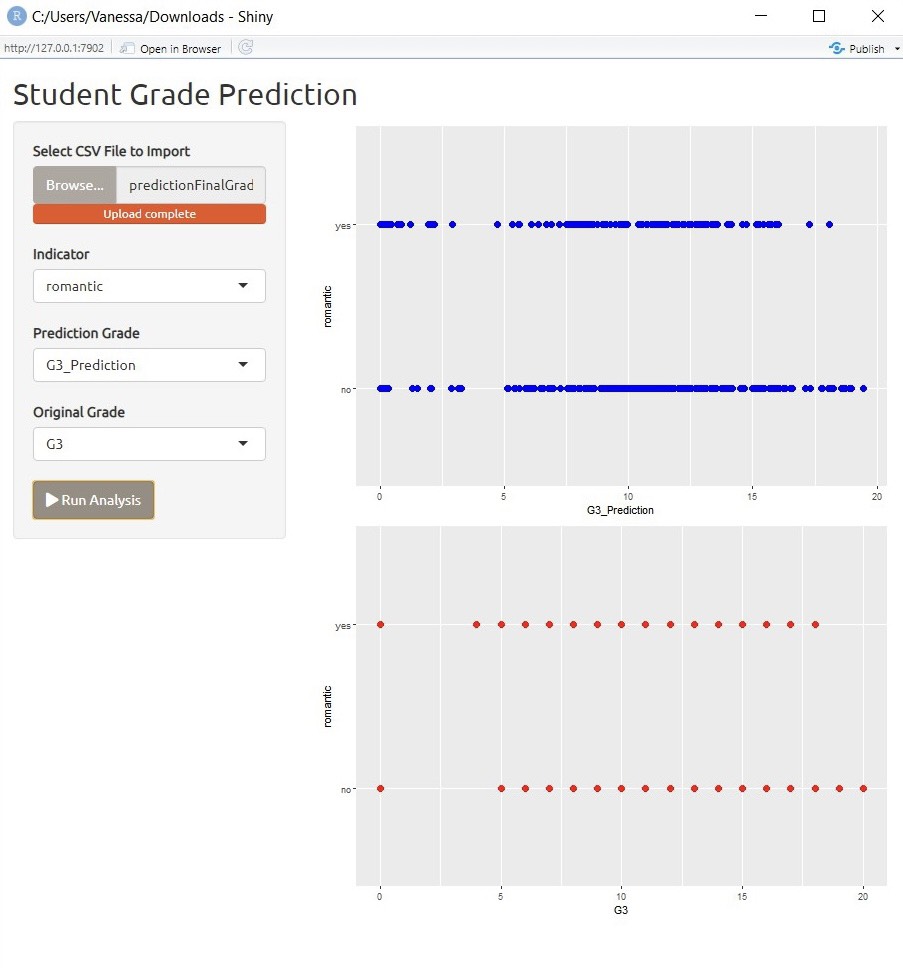 R C:/Users/Vanessa/Downloads - Shiny
http://127.0.0.1:7902 Open in Browser Publish
Student Grade Prediction
Select CSV File to Import
Browse... predictionFinalGrad
Upload complete
Indicator
romantic
Prediction Grade
G3_Prediction
Original Grade
G3
Run Analysis
yes
romantic
no
0 5 10 15 20
G3_Prediction
yes
romantic
no
0 5 10 15 20
G3